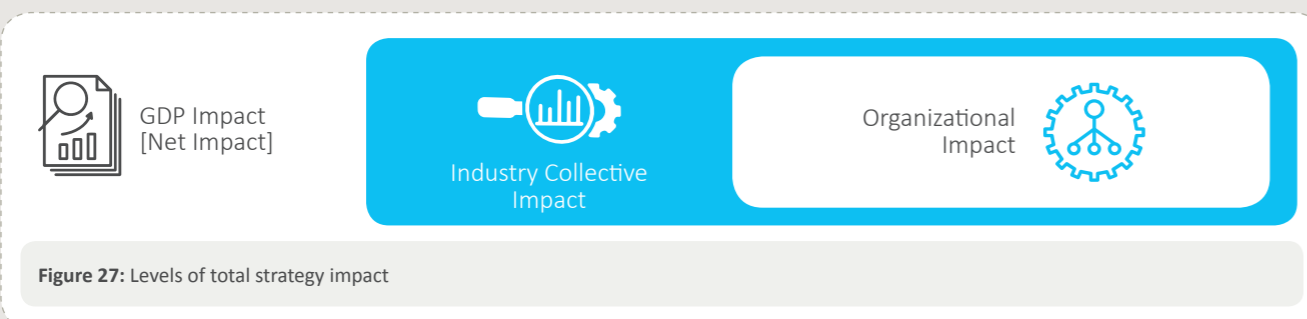 GDP Impact
[Net Impact]
Industry Collective
Impact
Organizational
Impact
Figure 27: Levels of total strategy impact